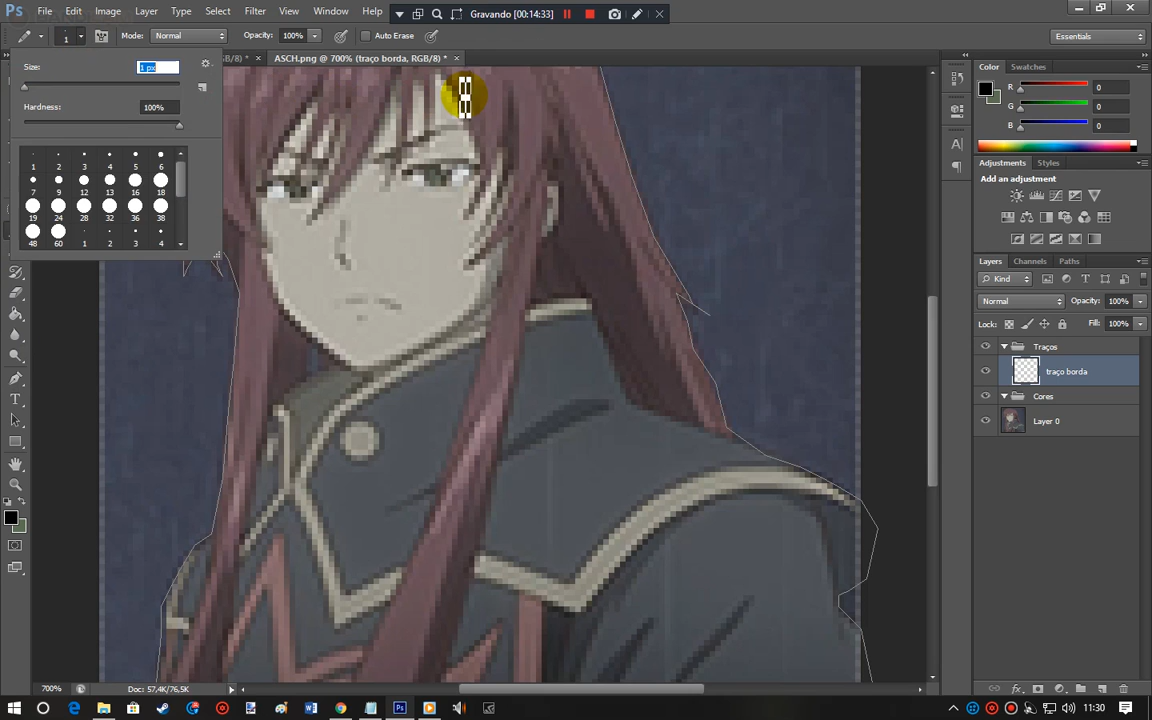 Ps File Edit Image Layer Type Select Filter View Window Help
Gravando [00:14:33]
1 Mode: Normal Opacity: 100% Auto Erase Essentials
Size: 1 px
Hardness: 100%
1 2 3 4 5 6
7 9 12 13 16 18
19 24 28 32 36 38
48 60 1 2 3 4
GB/8) * × ASCH.png @ 700% (traço borda, RGB/8) * ×
Color Swatches
R 0
G 0
B 0
Adjustments Styles
Add an adjustment
Layers Channels Paths
Kind
Normal Opacity: 100%
Lock: Fill: 100%
Traços
traço borda
Cores
Layer 0
700% Doc: 57,4K/76,5K
11:30